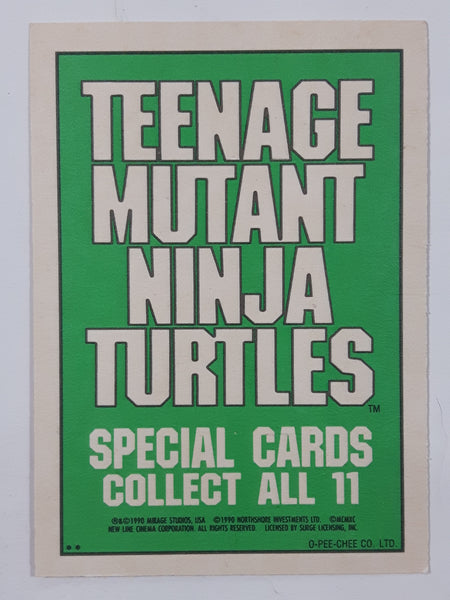 TEENAGE
MUTANT
NINJA
TURTLES
™
SPECIAL CARDS
COLLECT ALL 11
®&©1990 MIRAGE STUDIOS, USA ©1990 NORTHSHORE INVESTMENTS LTD. ©MCMXC
NEW LINE CINEMA CORPORATION. ALL RIGHTS RESERVED. LICENSED BY SURGE LICENSING, INC.
** O-PEE-CHEE CO. LTD.